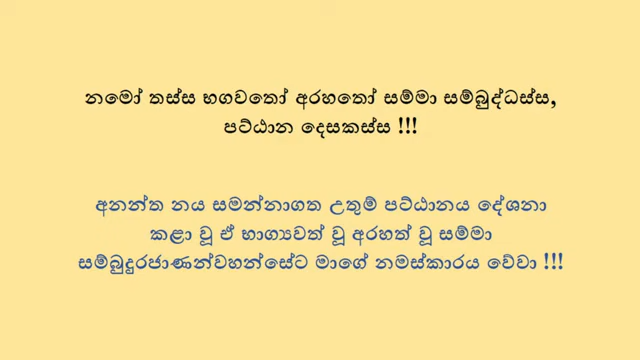 නමෝ තස්ස භගවතෝ අරහතෝ සම්මා සම්බුද්ධස්ස,
පට්ඨාන දෙසකස්ස !!!
අනන්ත නය සමන්නාගත උතුම් පට්ඨානය දේශනා
කළා වූ ඒ භාග්‍යවත් වූ අරහත් වූ සම්මා
සම්බුදුරජාණන්වහන්සේට මාගේ නමස්කාරය වේවා !!!